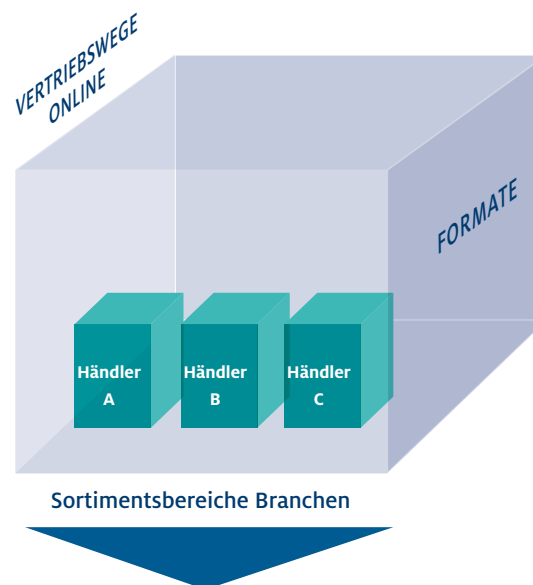 VERTRIEBSWEGE
ONLINE
FORMATE
Händler
A
Händler
B
Händler
C
Sortimentsbereiche Branchen